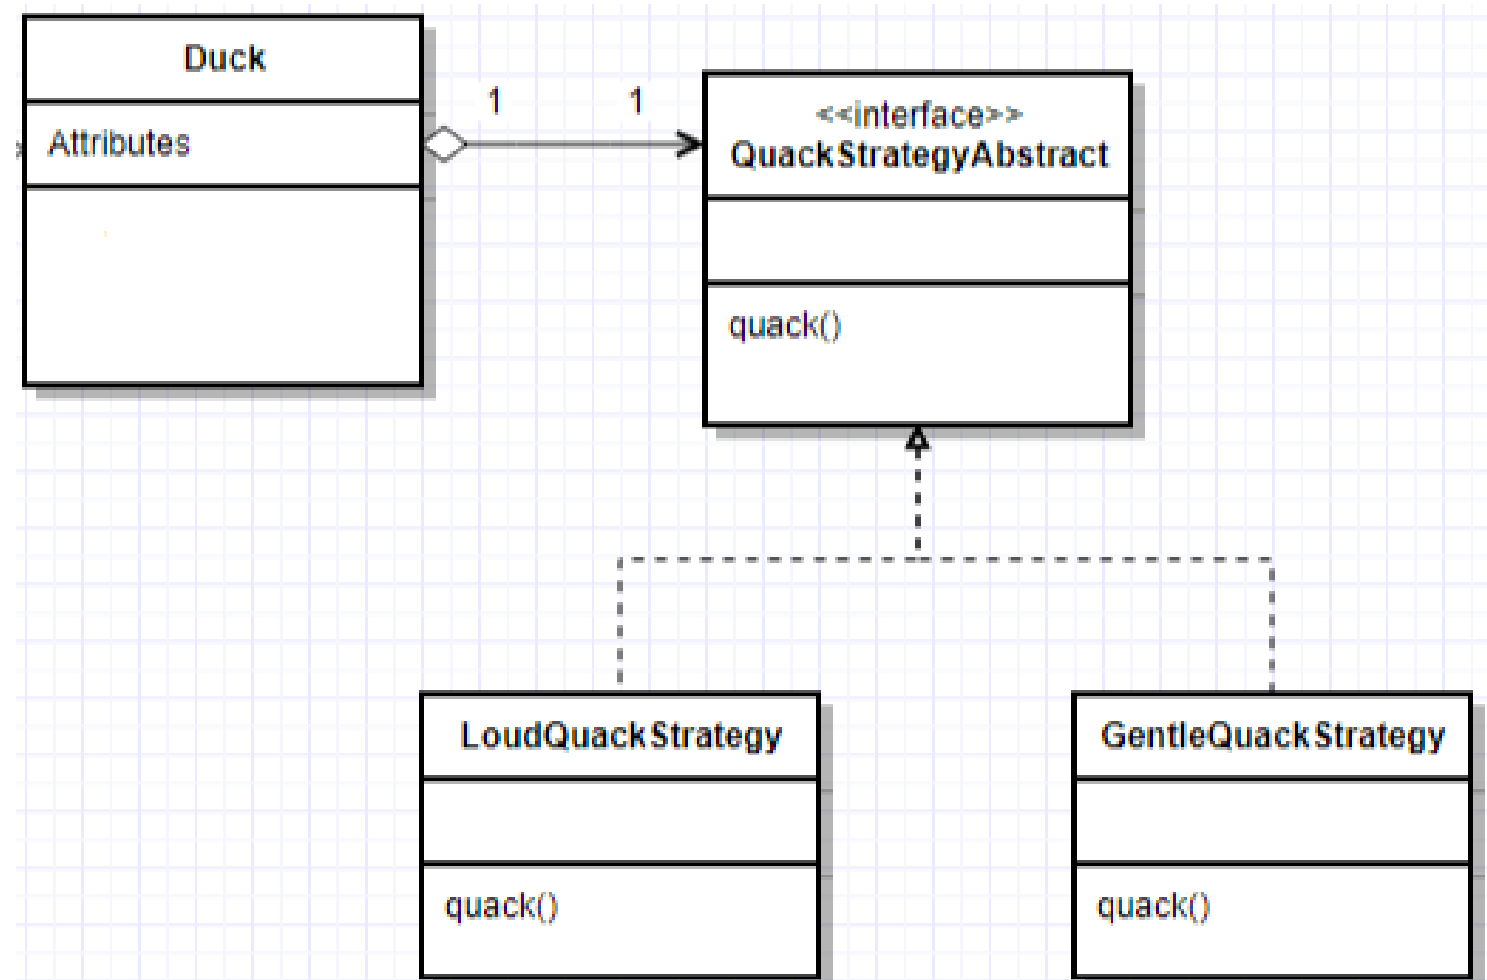 Duck
Attributes
1 1
<<interface>>
QuackStrategyAbstract
quack()
LoudQuackStrategy
quack()
GentleQuackStrategy
quack()